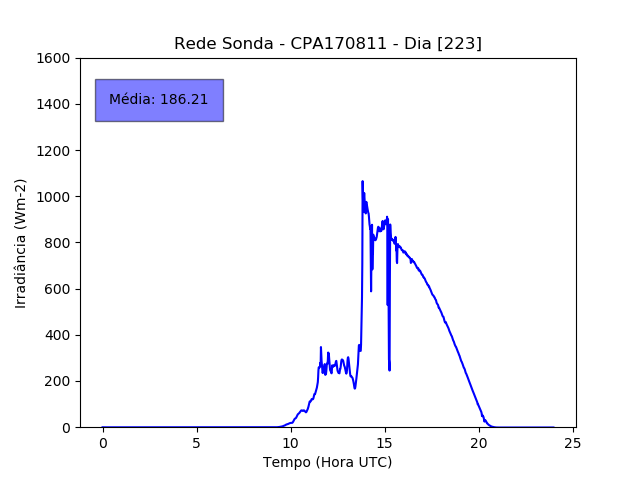 Rede Sonda - CPA170811 - Dia [223]
1600
1400
1200
1000
800
600
400
200
0
Média: 186.21
Irradiância (Wm-2)
0 5 10 15 20 25
Tempo (Hora UTC)